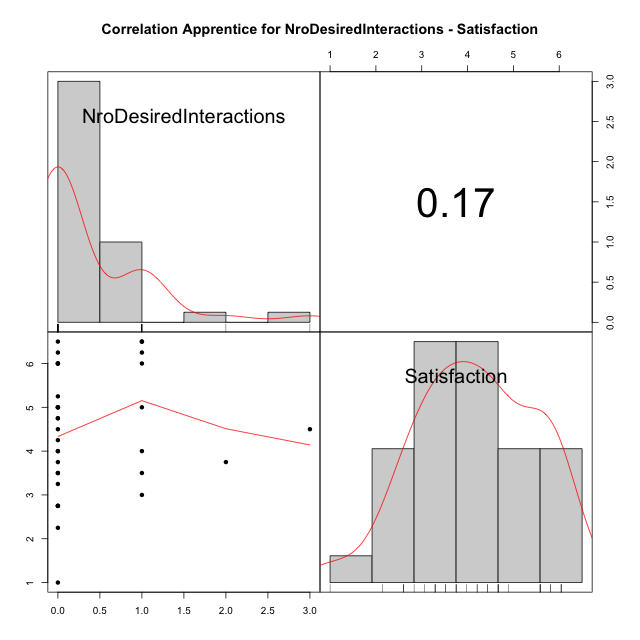 Correlation Apprentice for NroDesiredInteractions - Satisfaction
1 2 3 4 5 6
NroDesiredInteractions
0.17
0.0 0.5 1.0 1.5 2.0 2.5 3.0
1 2 3 4 5 6
Satisfaction
0.0 0.5 1.0 1.5 2.0 2.5 3.0